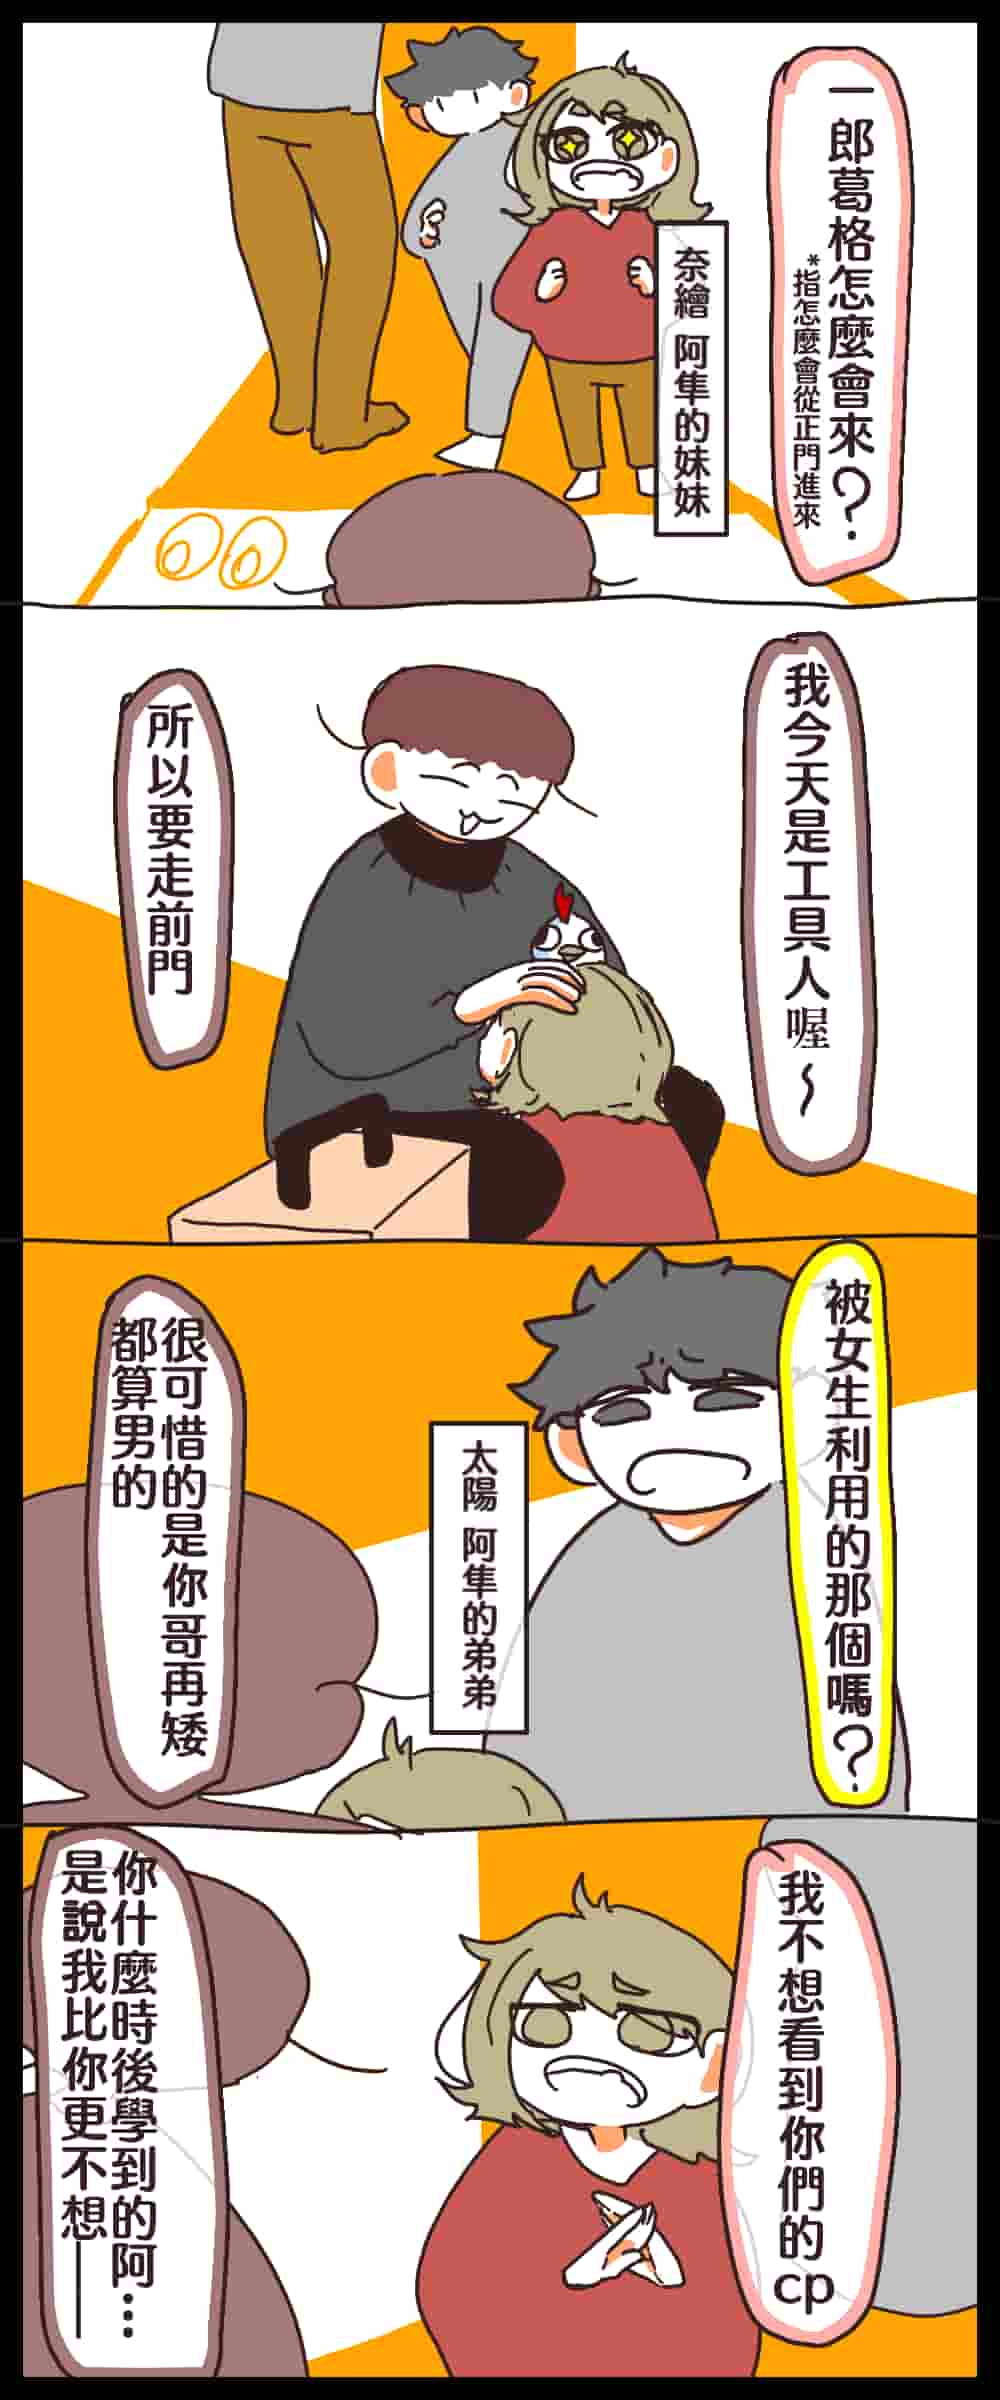 一郎葛格怎麼會來？
*指怎麼會從正門進來
奈繪 阿隼的妹妹
我今天是工具人喔～
所以要走前門
被女生利用的那個嗎？
太陽 阿隼的弟弟
很可惜的是你哥再矮
都算男的
我不想看到你們的cp
你什麼時後學到的阿…
是說我比你更不想——